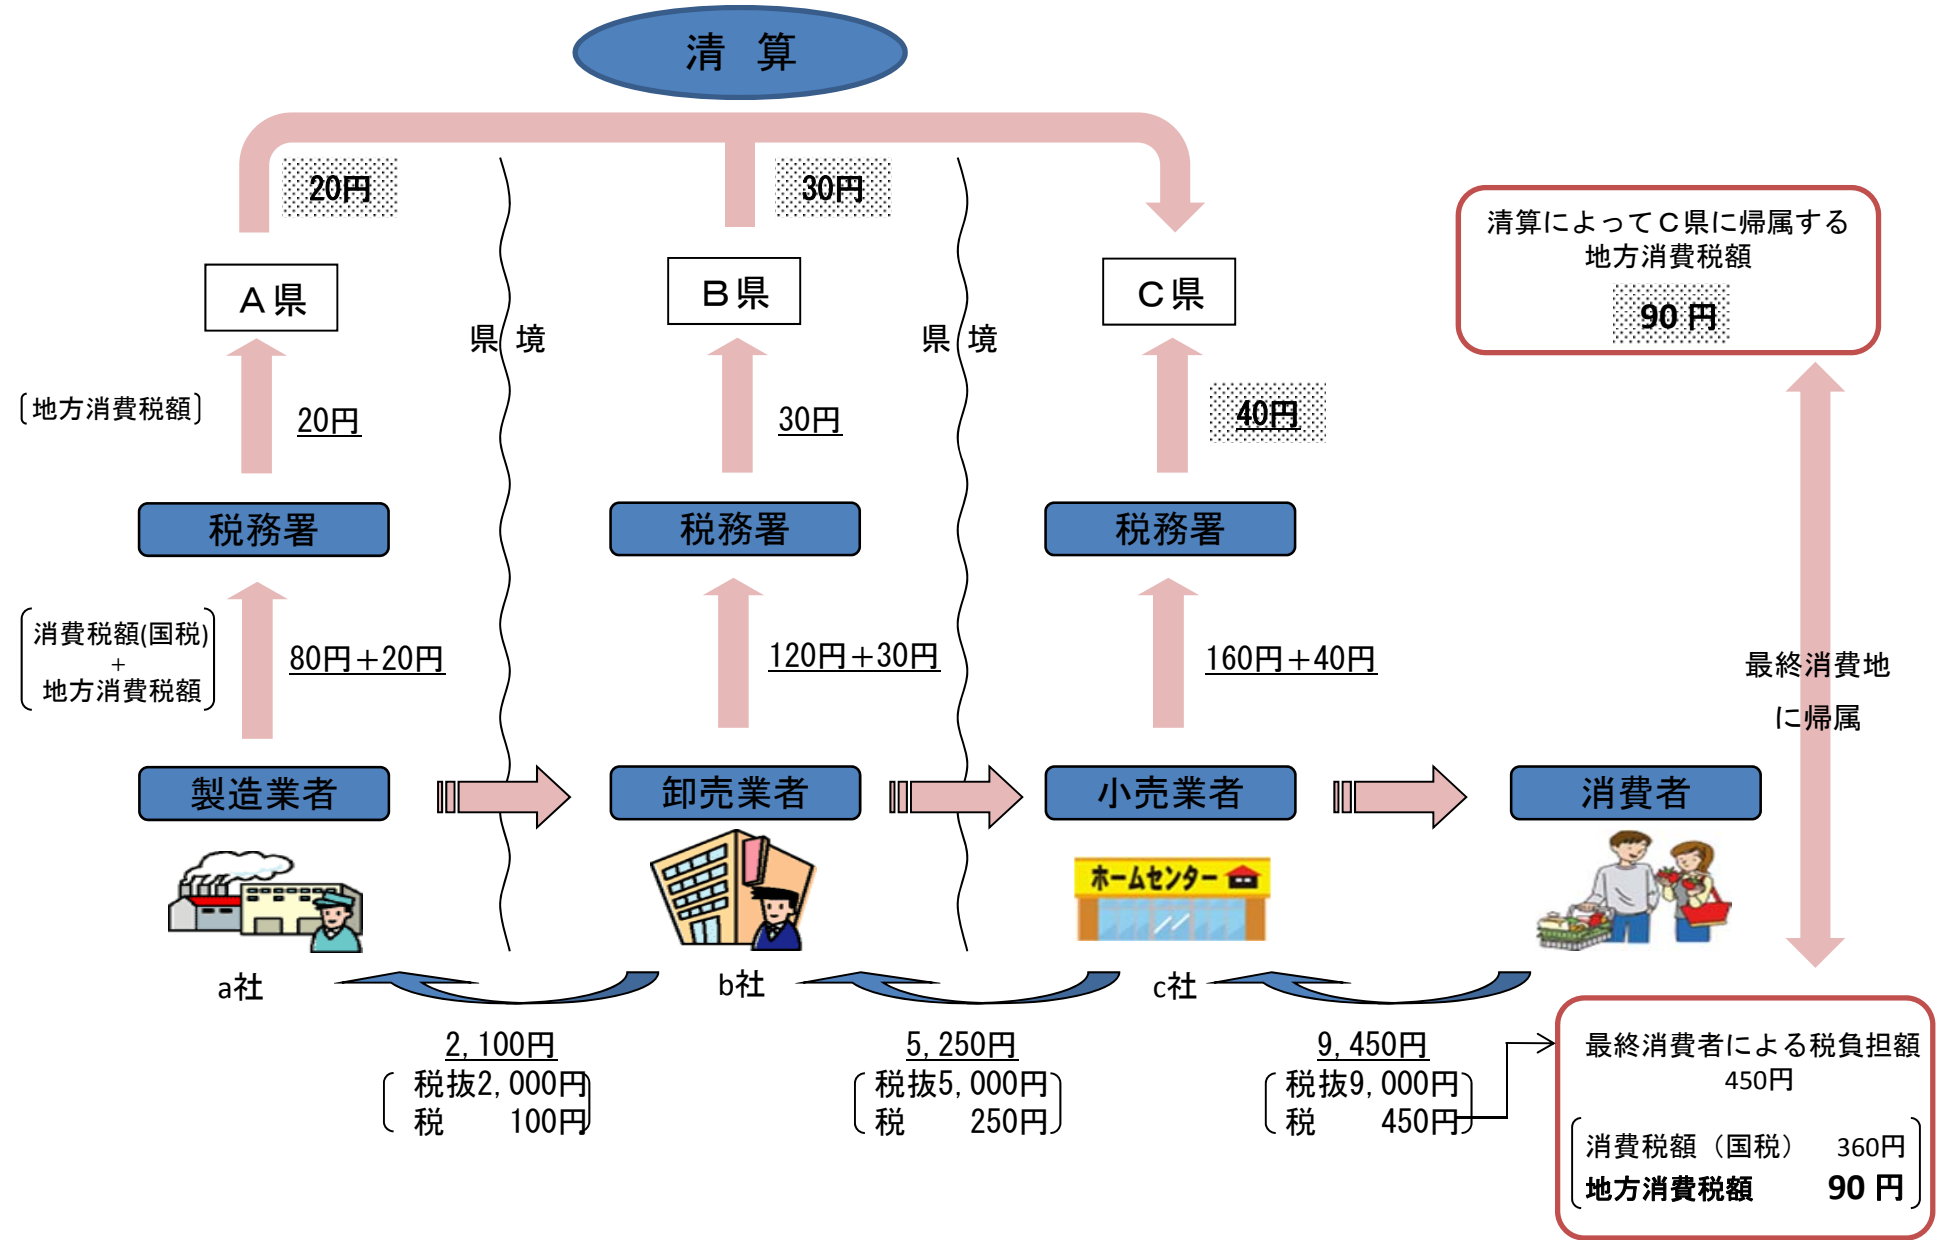 清 算
20円
30円
清算によってC県に帰属する
地方消費税額
90 円
A県
B県
C県
県 境
県 境
〔地方消費税額〕
20円
30円
40円
税務署
税務署
税務署
消費税額(国税)
+
地方消費税額
80円+20円
120円+30円
160円+40円
最終消費地
に帰属
製造業者
卸売業者
小売業者
消費者
ホームセンター
a社
b社
c社
2,100円
税抜2,000円
税 100円
5,250円
税抜5,000円
税 250円
9,450円
税抜9,000円
税 450円
最終消費者による税負担額
450円
消費税額(国税) 360円
地方消費税額 90 円